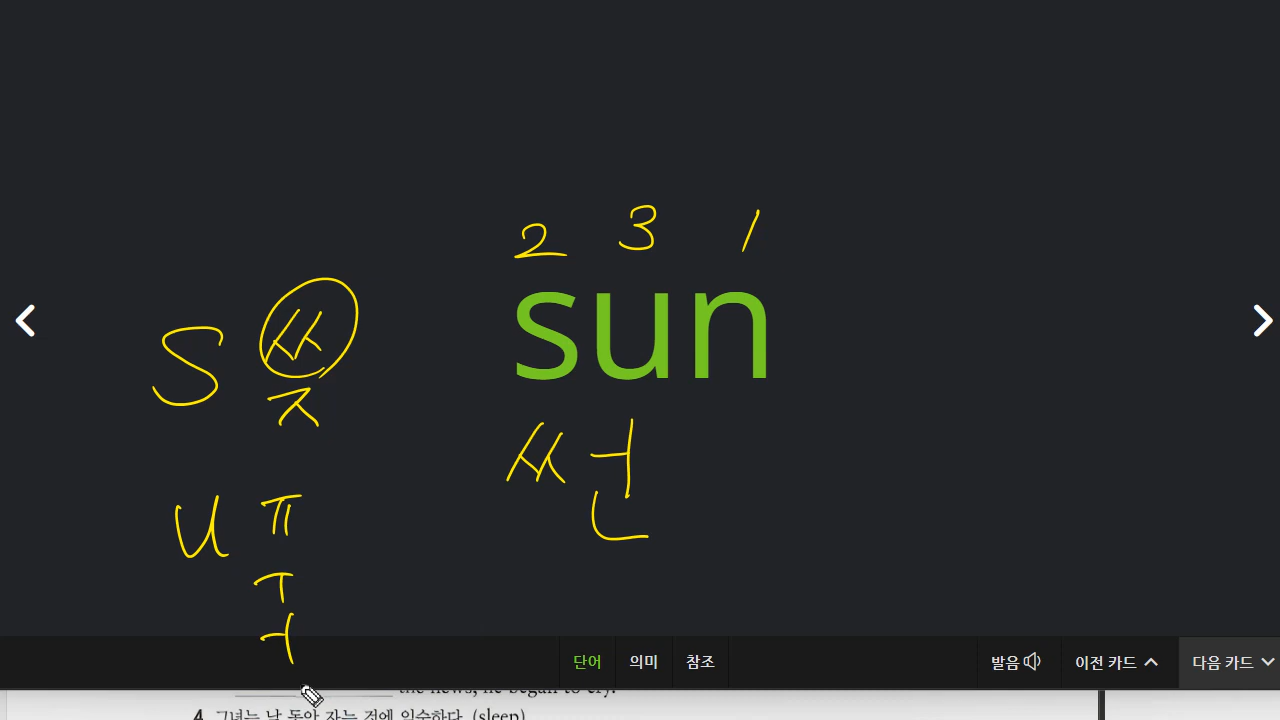 2 3 1
sun
썬
S ㅆ
ㅈ
u ㅠ
ㅜ
ㅓ
단어 의미 참조 발음 이전 카드 다음 카드
the news, he began to cry.
4. 그녀는 낮 동안 자는 것에 익숙하다. (sleep)